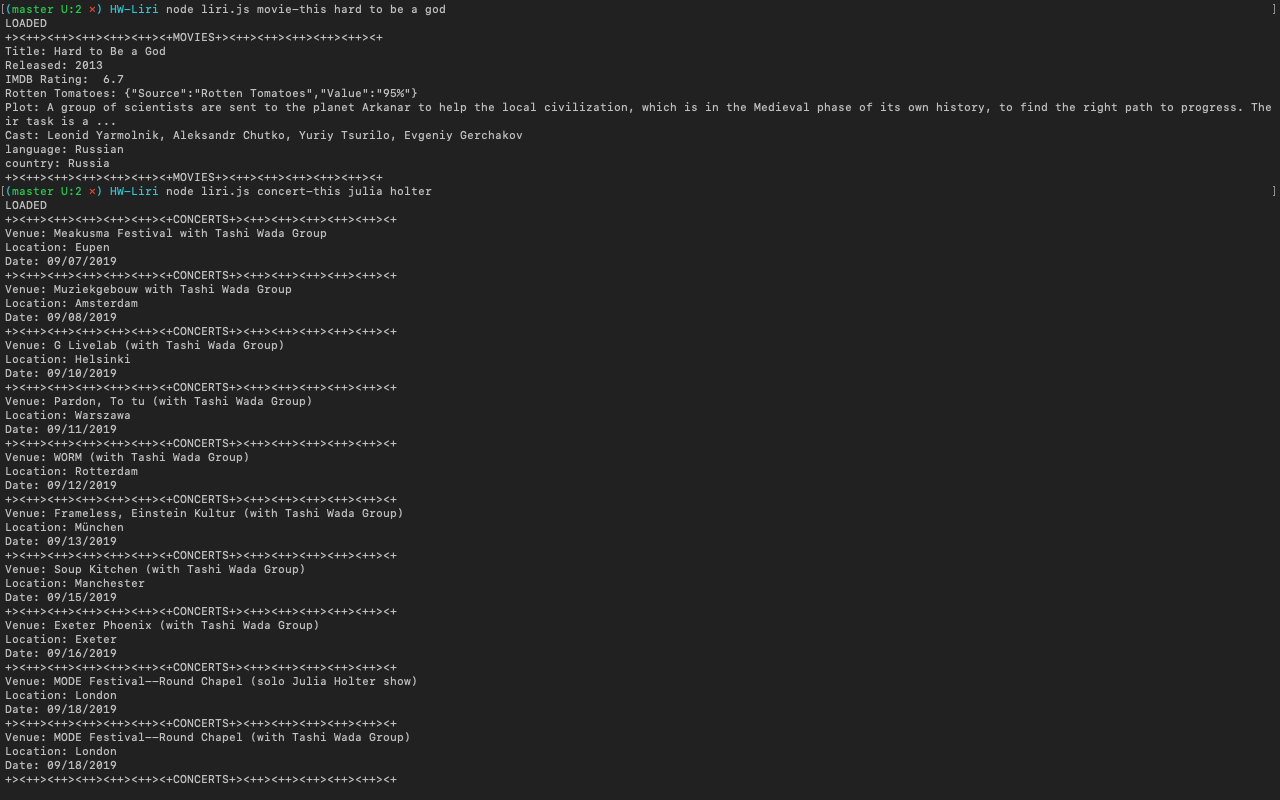 [(master U:2 ×) HW-Liri node liri.js movie-this hard to be a god ]
LOADED
+><++><++><++><++><++><+MOVIES+><++><++><++><++><++><+
Title: Hard to Be a God
Released: 2013
IMDB Rating:  6.7
Rotten Tomatoes: {"Source":"Rotten Tomatoes","Value":"95%"}
Plot: A group of scientists are sent to the planet Arkanar to help the local civilization, which is in the Medieval phase of its own history, to find the right path to progress. The
ir task is a ...
Cast: Leonid Yarmolnik, Aleksandr Chutko, Yuriy Tsurilo, Evgeniy Gerchakov
language: Russian
country: Russia
+><++><++><++><++><++><+MOVIES+><++><++><++><++><++><+
[(master U:2 ×) HW-Liri node liri.js concert-this julia holter ]
LOADED
+><++><++><++><++><++><+CONCERTS+><++><++><++><++><++><+
Venue: Meakusma Festival with Tashi Wada Group
Location: Eupen
Date: 09/07/2019
+><++><++><++><++><++><+CONCERTS+><++><++><++><++><++><+
Venue: Muziekgebouw with Tashi Wada Group
Location: Amsterdam
Date: 09/08/2019
+><++><++><++><++><++><+CONCERTS+><++><++><++><++><++><+
Venue: G Livelab (with Tashi Wada Group)
Location: Helsinki
Date: 09/10/2019
+><++><++><++><++><++><+CONCERTS+><++><++><++><++><++><+
Venue: Pardon, To tu (with Tashi Wada Group)
Location: Warszawa
Date: 09/11/2019
+><++><++><++><++><++><+CONCERTS+><++><++><++><++><++><+
Venue: WORM (with Tashi Wada Group)
Location: Rotterdam
Date: 09/12/2019
+><++><++><++><++><++><+CONCERTS+><++><++><++><++><++><+
Venue: Frameless, Einstein Kultur (with Tashi Wada Group)
Location: München
Date: 09/13/2019
+><++><++><++><++><++><+CONCERTS+><++><++><++><++><++><+
Venue: Soup Kitchen (with Tashi Wada Group)
Location: Manchester
Date: 09/15/2019
+><++><++><++><++><++><+CONCERTS+><++><++><++><++><++><+
Venue: Exeter Phoenix (with Tashi Wada Group)
Location: Exeter
Date: 09/16/2019
+><++><++><++><++><++><+CONCERTS+><++><++><++><++><++><+
Venue: MODE Festival--Round Chapel (solo Julia Holter show)
Location: London
Date: 09/18/2019
+><++><++><++><++><++><+CONCERTS+><++><++><++><++><++><+
Venue: MODE Festival--Round Chapel (with Tashi Wada Group)
Location: London
Date: 09/18/2019
+><++><++><++><++><++><+CONCERTS+><++><++><++><++><++><+